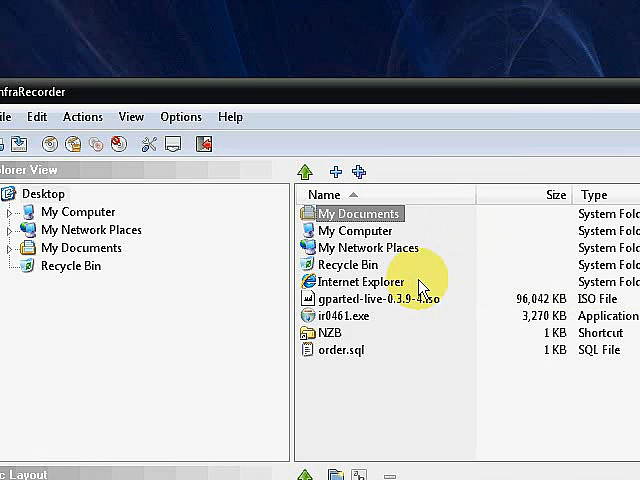 nfraRecorder
ile Edit Actions View Options Help
lorer View
Desktop
My Computer
My Network Places
My Documents
Recycle Bin
Name Size Type
My Documents System Fold
My Computer System Fold
My Network Places System Fold
Recycle Bin System Fold
Internet Explorer System Fold
gparted-live-0.3.9-4.iso 96,042 KB ISO File
ir0461.exe 3,270 KB Application
NZB 1 KB Shortcut
order.sql 1 KB SQL File
c Layout